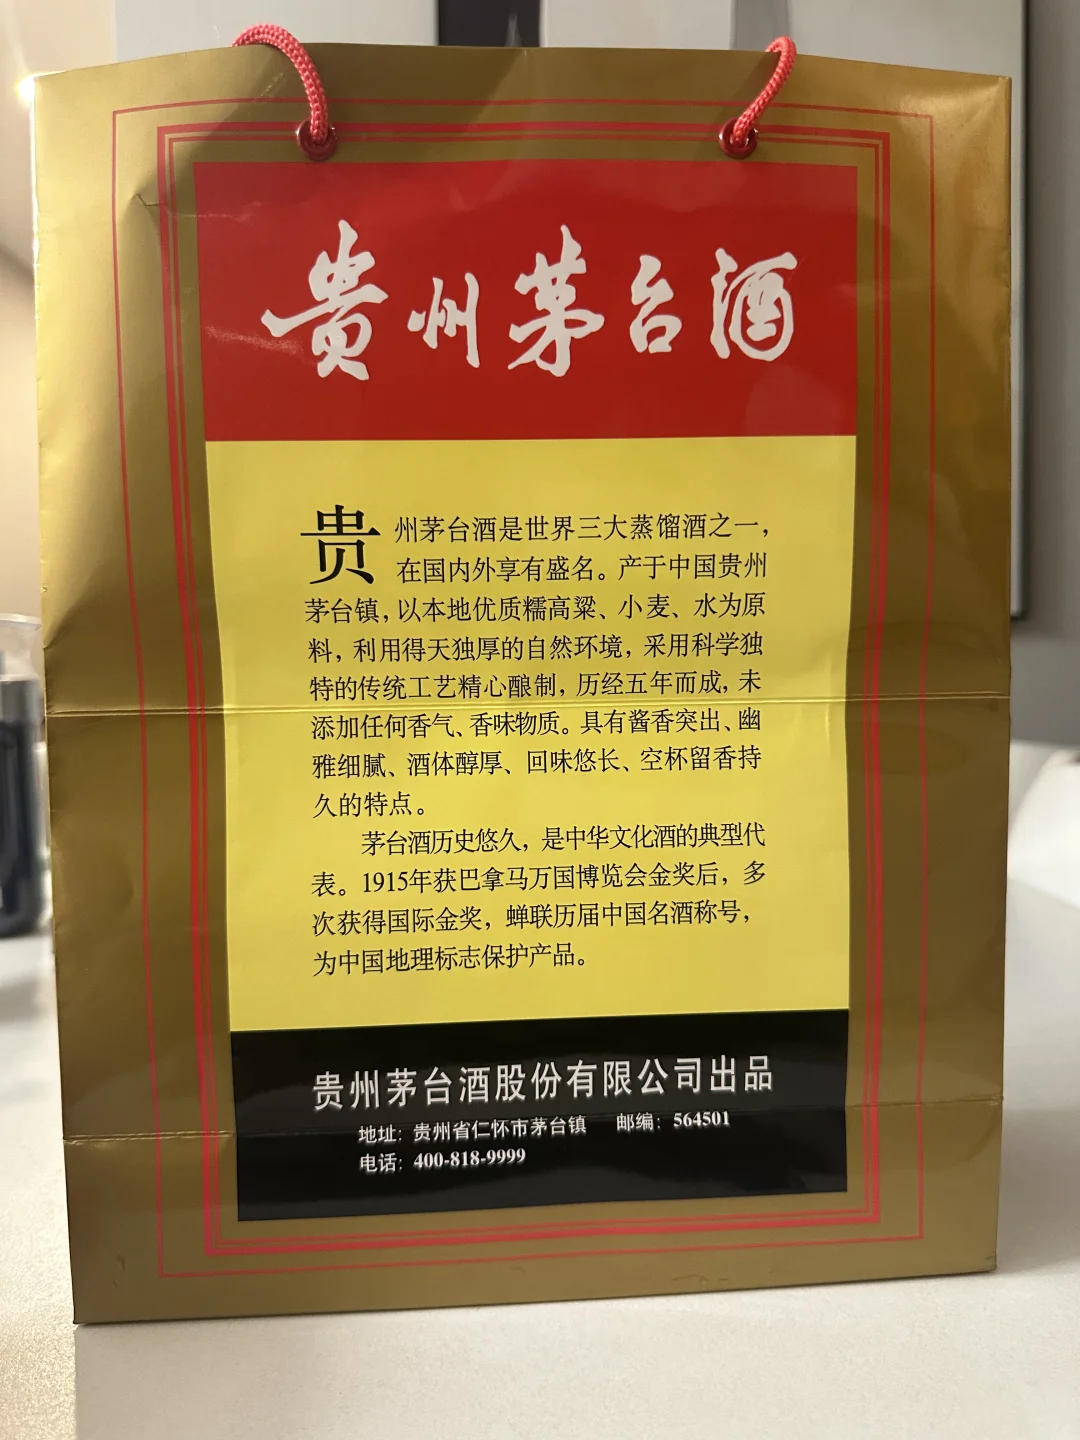 贵州茅台酒
贵州茅台酒是世界三大蒸馏酒之一，
在国内外享有盛名。产于中国贵州
茅台镇，以本地优质糯高粱、小麦、水为原
料，利用得天独厚的自然环境，采用科学独
特的传统工艺精心酿制，历经五年而成，未
添加任何香气、香味物质。具有酱香突出、幽
雅细腻、酒体醇厚、回味悠长、空杯留香持
久的特点。
茅台酒历史悠久，是中华文化酒的典型代
表。1915年获巴拿马万国博览会金奖后，多
次获得国际金奖，蝉联历届中国名酒称号，
为中国地理标志保护产品。
贵州茅台酒股份有限公司出品
地址：贵州省仁怀市茅台镇 邮编：564501
电话：400-818-9999